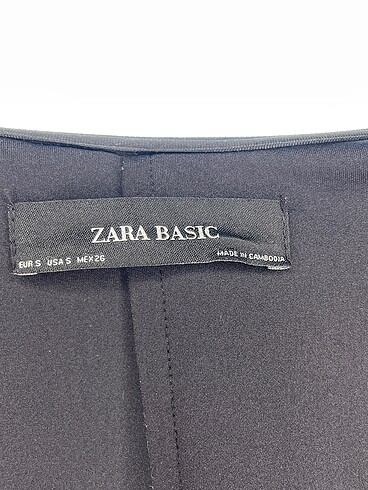 ZARA BASIC
EUR S USA S MEX 26 MADE IN CAMBODIA